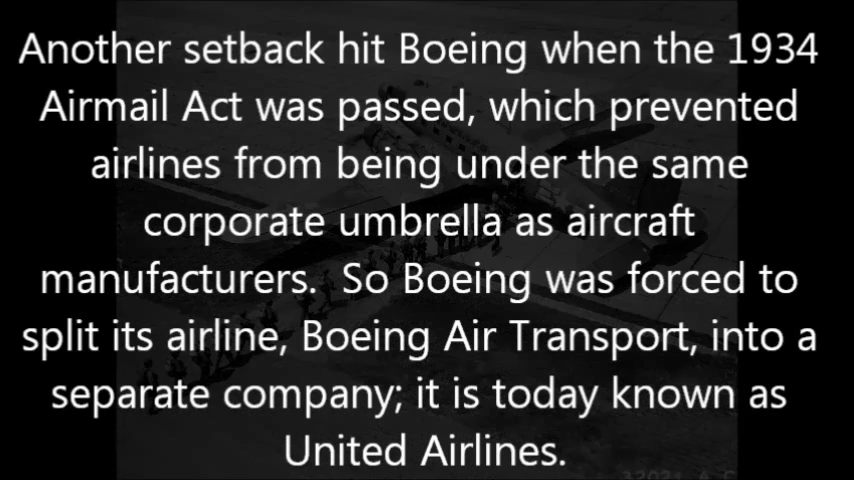 Another setback hit Boeing when the 1934
Airmail Act was passed, which prevented
airlines from being under the same
corporate umbrella as aircraft
manufacturers.  So Boeing was forced to
split its airline, Boeing Air Transport, into a
separate company; it is today known as
United Airlines.